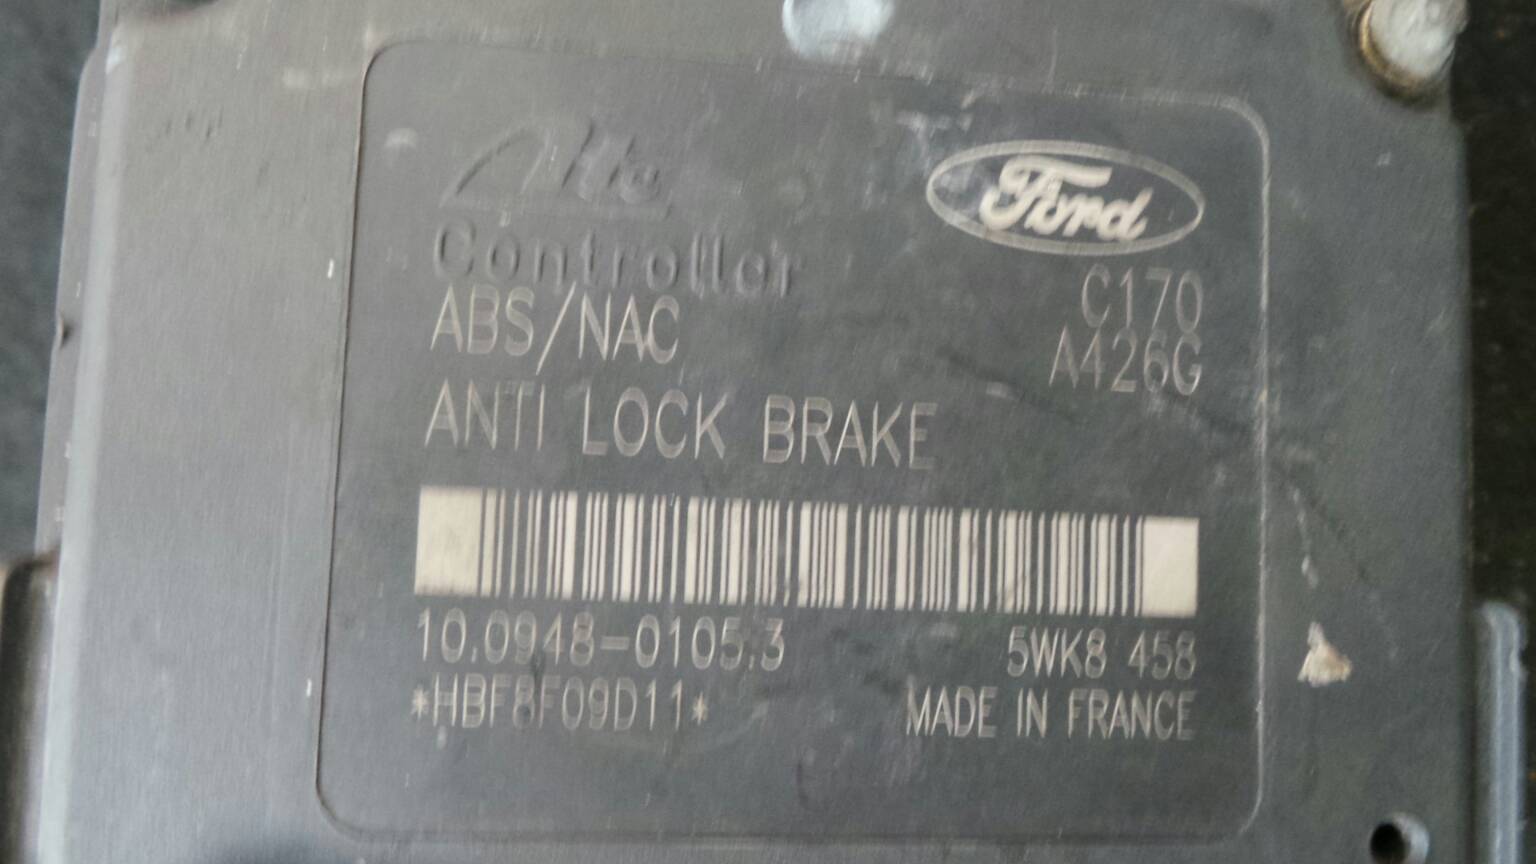 Ate
Ford
Controller
C170
ABS/NAC
A426G
ANTI LOCK BRAKE
10.0948-0105.3
5WK8 458
*HBF8F09D11*
MADE IN FRANCE